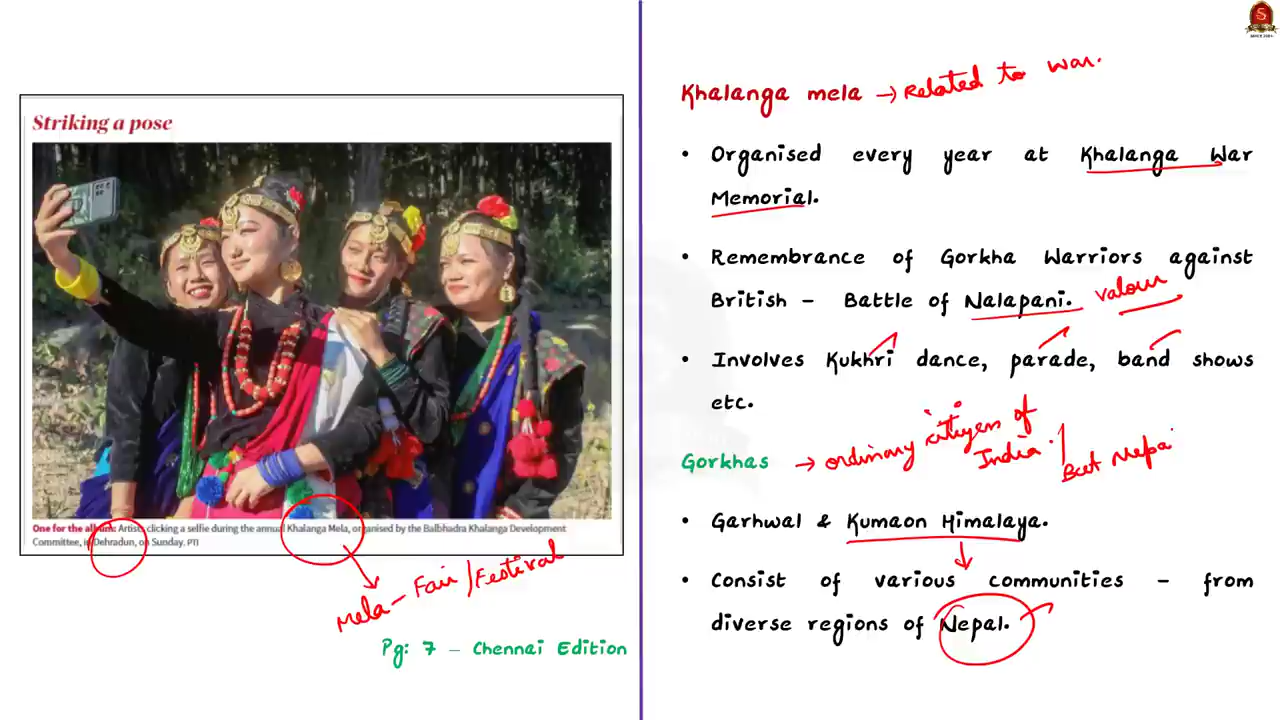 Striking a pose
One for the album: Artists clicking a selfie during the annual Khalanga Mela, organised by the Balbhadra Khalanga Development
Committee, in Dehradun, on Sunday. PTI
Mela - Fair / Festival
Pg: 7 - Chennai Edition
Khalanga mela → Related to war.
• Organised every year at Khalanga War
Memorial.
• Remembrance of Gorkha Warriors against
British - Battle of Nalapani. valour
• Involves Kukhri dance, parade, band shows
etc.
Gorkhas → ordinary citizens of
India.
But Nepa
• Garhwal & Kumaon Himalaya.
• Consist of various communities - from
diverse regions of Nepal.